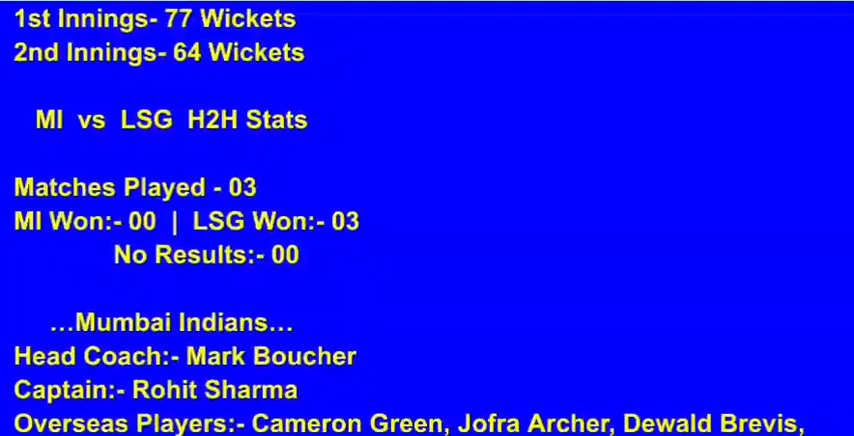 1st Innings- 77 Wickets
2nd Innings- 64 Wickets
MI vs LSG H2H Stats
Matches Played - 03
MI Won:- 00 | LSG Won:- 03
No Results:- 00
...Mumbai Indians...
Head Coach:- Mark Boucher
Captain:- Rohit Sharma
Overseas Players:- Cameron Green, Jofra Archer, Dewald Brevis,